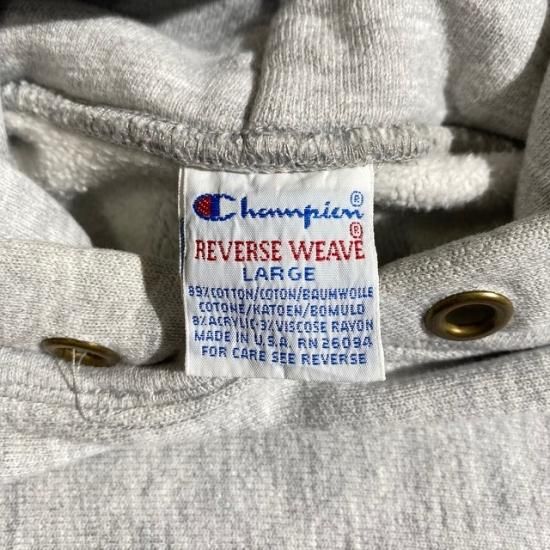 Champion®
REVERSE WEAVE®
LARGE
89% COTTON/COTON/BAUMWOLLE
COTONE/KATOEN/BOMULD
8% ACRYLIC·3% VISCOSE RAYON
MADE IN U.S.A. RN 26094
FOR CARE SEE REVERSE